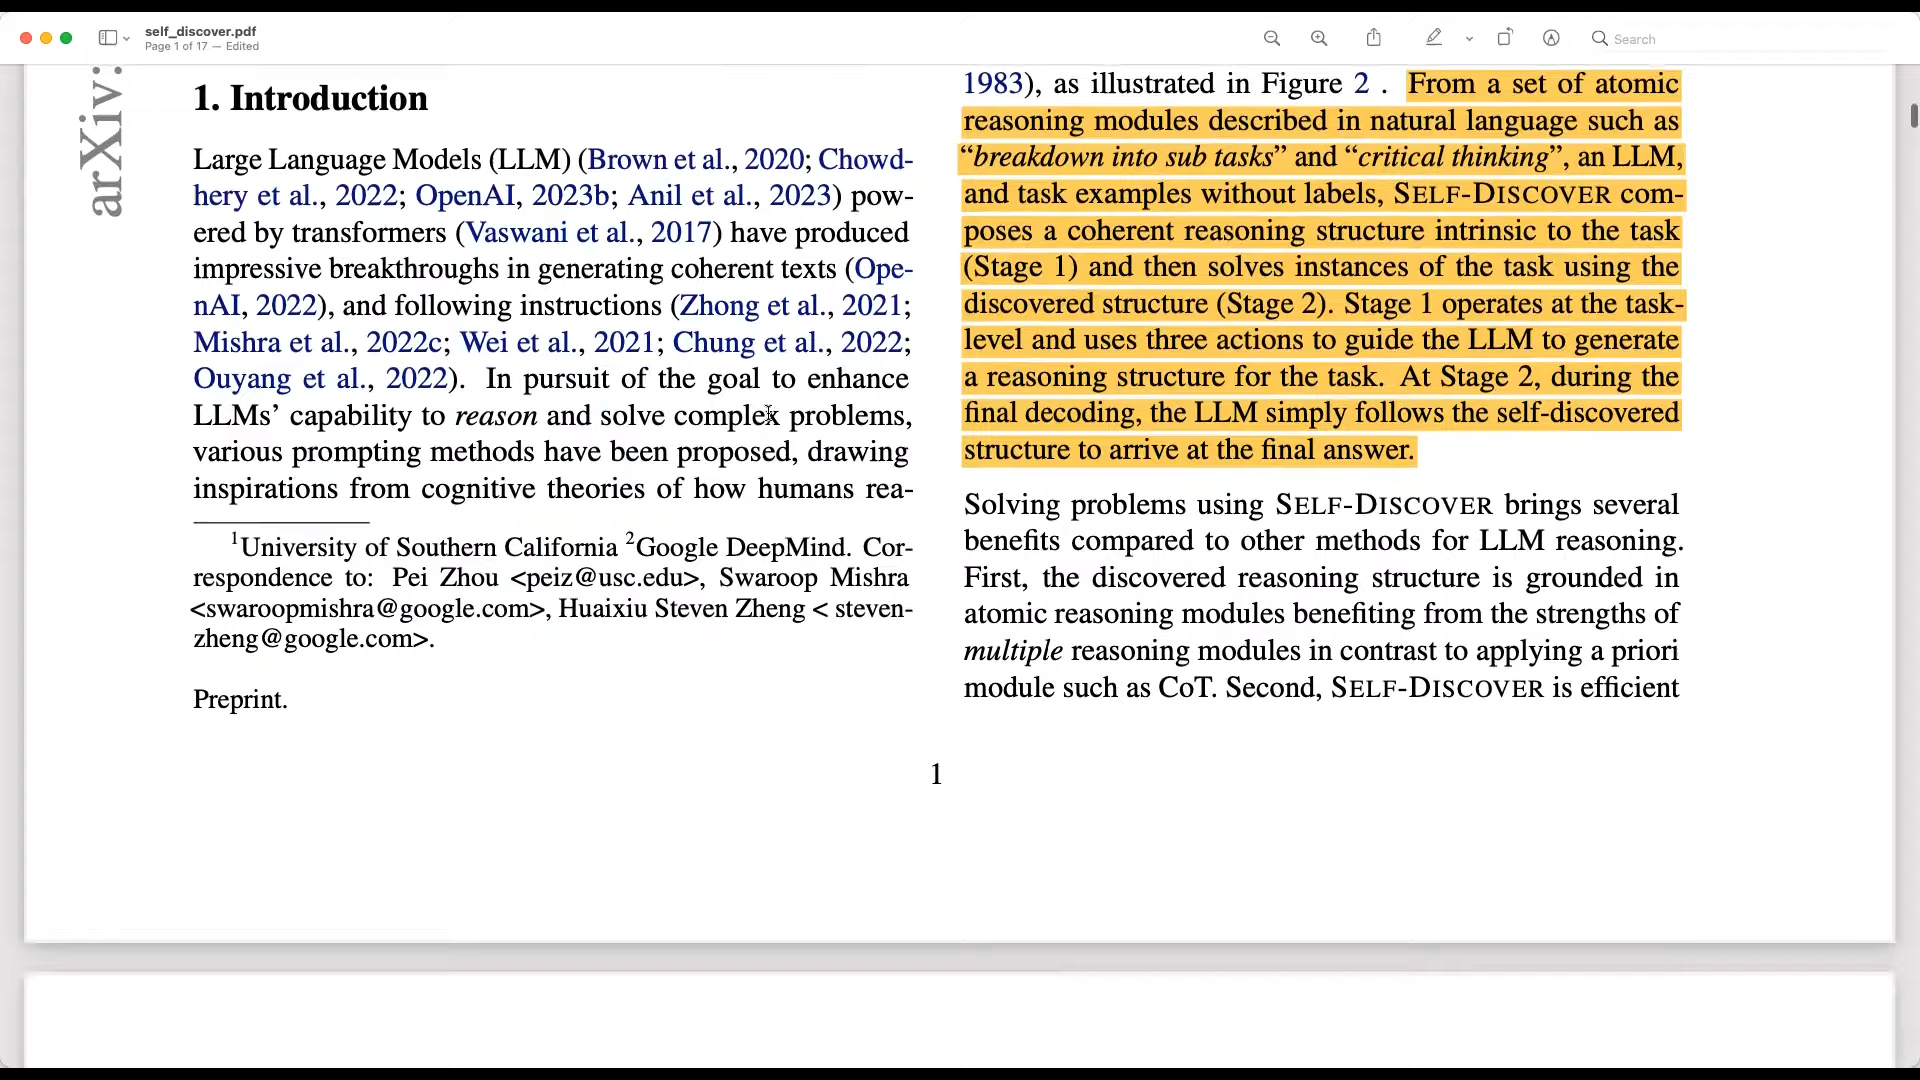 self_discover.pdf
Page 1 of 17 — Edited
Search
arXiv:
1. Introduction
Large Language Models (LLM) (Brown et al., 2020; Chowd-
hery et al., 2022; OpenAI, 2023b; Anil et al., 2023) pow-
ered by transformers (Vaswani et al., 2017) have produced
impressive breakthroughs in generating coherent texts (Ope-
nAI, 2022), and following instructions (Zhong et al., 2021;
Mishra et al., 2022c; Wei et al., 2021; Chung et al., 2022;
Ouyang et al., 2022). In pursuit of the goal to enhance
LLMs’ capability to reason and solve complex problems,
various prompting methods have been proposed, drawing
inspirations from cognitive theories of how humans rea-
1University of Southern California 2Google DeepMind. Cor-
respondence to: Pei Zhou <peiz@usc.edu>, Swaroop Mishra
<swaroopmishra@google.com>, Huaixiu Steven Zheng < steven-
zheng@google.com>.
Preprint.
1983), as illustrated in Figure 2 . From a set of atomic
reasoning modules described in natural language such as
“breakdown into sub tasks” and “critical thinking”, an LLM,
and task examples without labels, SELF-DISCOVER com-
poses a coherent reasoning structure intrinsic to the task
(Stage 1) and then solves instances of the task using the
discovered structure (Stage 2). Stage 1 operates at the task-
level and uses three actions to guide the LLM to generate
a reasoning structure for the task. At Stage 2, during the
final decoding, the LLM simply follows the self-discovered
structure to arrive at the final answer.
Solving problems using SELF-DISCOVER brings several
benefits compared to other methods for LLM reasoning.
First, the discovered reasoning structure is grounded in
atomic reasoning modules benefiting from the strengths of
multiple reasoning modules in contrast to applying a priori
module such as CoT. Second, SELF-DISCOVER is efficient
1